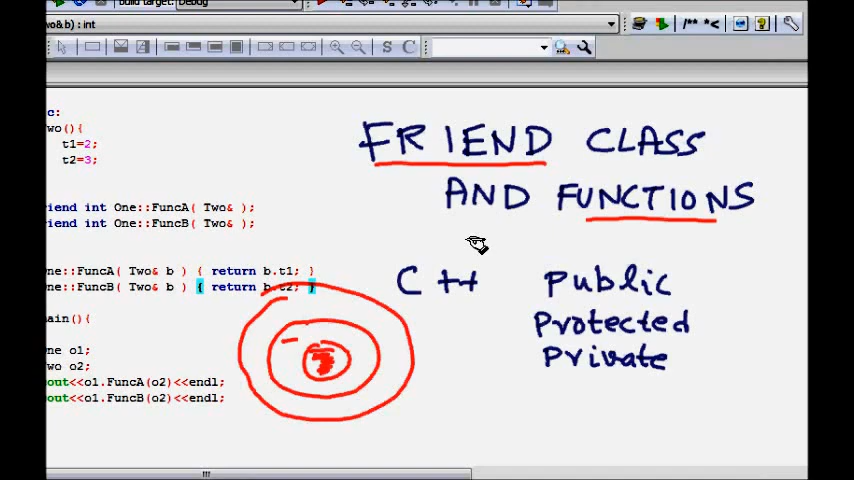 build target: Debug
wo& b) : int
/** *<
S C
c:
wo(){
t1=2;
t2=3;
iend int One::FuncA( Two& );
iend int One::FuncB( Two& );
ne::FuncA( Two& b ) { return b.t1; }
ne::FuncB( Two& b ) { return b.t2; }
ain(){
ne o1;
wo o2;
out<<o1.FuncA(o2)<<endl;
out<<o1.FuncB(o2)<<endl;
FRIEND CLASS
AND FUNCTIONS
C++ Public
Protected
Private